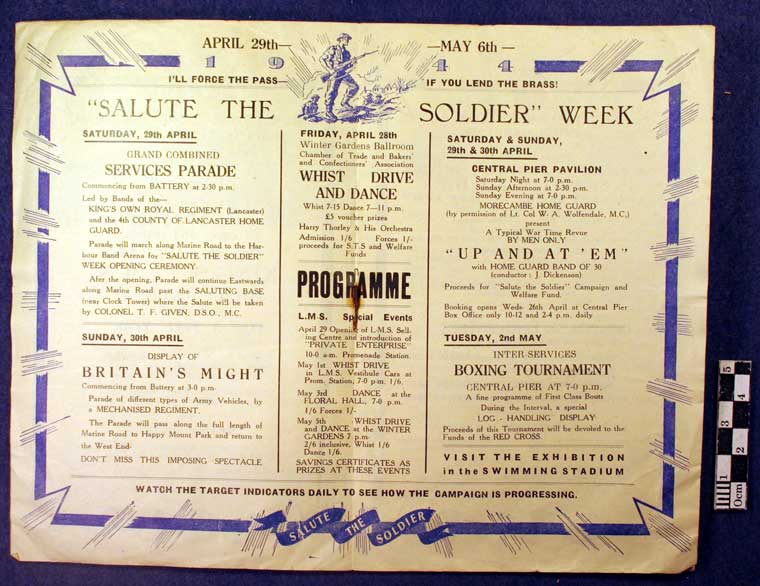 APRIL 29th— —MAY 6th—
1 9 4 4
I'LL FORCE THE PASS— IF YOU LEND THE BRASS!
"SALUTE THE SOLDIER" WEEK
SATURDAY, 29th APRIL
GRAND COMBINED
SERVICES PARADE
Commencing from BATTERY at 2-30 p.m.
Led by Bands of the—
KING'S OWN ROYAL REGIMENT (Lancaster)
and the 4th COUNTY OF LANCASTER HOME
GUARD.
Parade will march along Marine Road to the Har-
bour Band Arena for "SALUTE THE SOLDIER"
WEEK OPENING CEREMONY.
Afer the opening, Parade will continue Eastwards
along Marine Road past the SALUTING BASE
(near Clock Tower) where the Salute will be taken
by COLONEL T. F. GIVEN, D.S.O., M.C.
SUNDAY, 30th APRIL
DISPLAY OF
BRITAIN'S MIGHT
Commencing from Battery at 3-0 p.m.
Parade of different types of Army Vehicles, by
a MECHANISED REGIMENT.
The Parade will pass along the full length of
Marine Road to Happy Mount Park and return to
the West End.
DON'T MISS THIS IMPOSING SPECTACLE
FRIDAY, APRIL 28th
Winter Gardens Ballroom
Chamber of Trade and Bakers'
and Confectioners' Association
WHIST DRIVE
AND DANCE
Whist 7-15 Dance 7—11 p.m.
£5 voucher prizes
Harry Thorley & His Orchestra
Admission 1/6 Forces 1/-
proceeds for S.T.S and Welfare
Funds
PROGRAMME
L.M.S. Special Events
April 29 Opening of L.M.S. Sell-
ing Centre and introduction of
"PRIVATE ENTERPRISE"
10-0 a.m. Promenade Station.
May 1st WHIST DRIVE
in L.M.S. Vestibule Cars at
Prom. Station, 7-0 p.m. 1/6.
May 3rd DANCE at the
FLORAL HALL, 7-0 p.m.
1/6 Forces 1/-
May 5th WHIST DRIVE
and DANCE at the WINTER
GARDENS 7 p.m.
2/6 inclusive, Whist 1/6
Dance 1/6.
SAVINGS CERTIFICATES AS
PRIZES AT THESE EVENTS
SATURDAY & SUNDAY,
29th & 30th APRIL
CENTRAL PIER PAVILION
Saturday Night at 7-0 p.m.
Sunday Afternoon at 2-30 p.m.
Sunday Evening at 7-0 p.m.
MORECAMBE HOME GUARD
(by permission of Lt. Col W. A. Wolfendale, M.C.)
present
A Typical War Time Revue
BY MEN ONLY
"UP AND AT 'EM"
with HOME GUARD BAND OF 30
(conductor : J. Dickenson)
Proceeds for "Salute the Soldier" Campaign and
Welfare Fund.
Booking opens Weds- 26th April at Central Pier
Box Office only 10-12 and 2-4 p.m. daily
TUESDAY, 2nd MAY
INTER-SERVICES
BOXING TOURNAMENT
CENTRAL PIER AT 7-0 p.m.
A fine programme of First Class Bouts
During the Interval, a special
LOG - HANDLING DISPLAY
Proceeds of this Tournament will be devoted to the
Funds of the RED CROSS.
VISIT THE EXHIBITION
in the SWIMMING STADIUM
WATCH THE TARGET INDICATORS DAILY TO SEE HOW THE CAMPAIGN IS PROGRESSING.
SALUTE THE SOLDIER
0cm 1 2 3 4 5